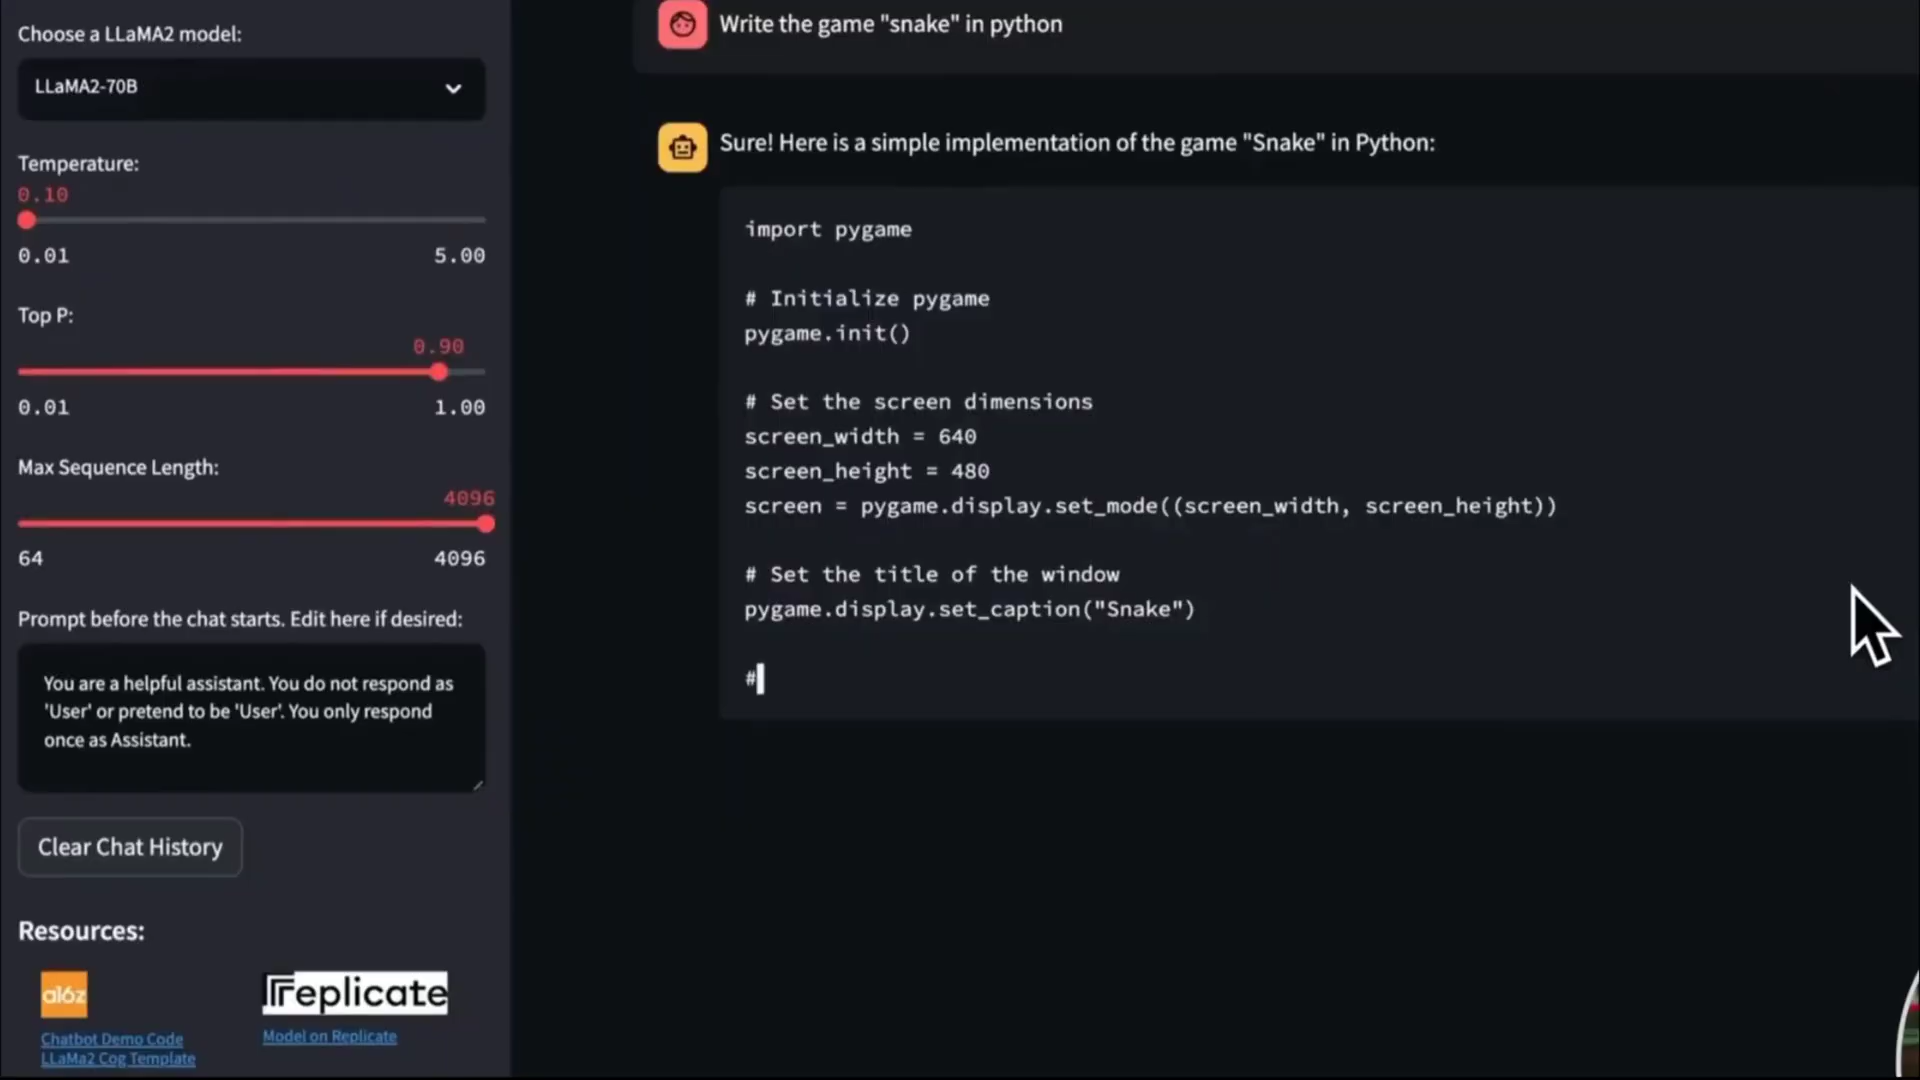 Choose a LLaMA2 model:
LLaMA2-70B
Temperature:
0.10
0.01 5.00
Top P:
0.90
0.01 1.00
Max Sequence Length:
4096
64 4096
Prompt before the chat starts. Edit here if desired:
You are a helpful assistant. You do not respond as
'User' or pretend to be 'User'. You only respond
once as Assistant.
Clear Chat History
Resources:
a16z
replicate
Chatbot Demo Code
Model on Replicate
LLaMa2 Cog Template
Write the game "snake" in python
Sure! Here is a simple implementation of the game "Snake" in Python:
import pygame
# Initialize pygame
pygame.init()
# Set the screen dimensions
screen_width = 640
screen_height = 480
screen = pygame.display.set_mode((screen_width, screen_height))
# Set the title of the window
pygame.display.set_caption("Snake")
#